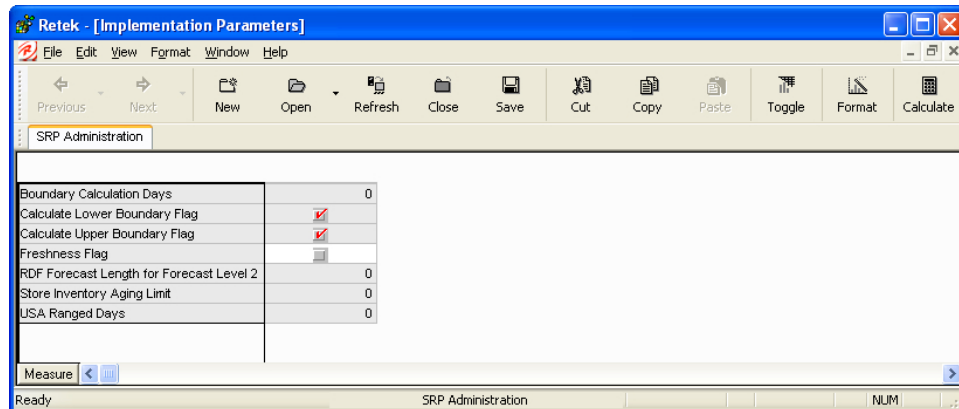 Retek - [Implementation Parameters]
File Edit View Format Window Help
Previous Next New Open Refresh Close Save Cut Copy Paste Toggle Format Calculate
SRP Administration
Boundary Calculation Days 0
Calculate Lower Boundary Flag
Calculate Upper Boundary Flag
Freshness Flag
RDF Forecast Length for Forecast Level 2 0
Store Inventory Aging Limit 0
USA Ranged Days 0
Measure
Ready SRP Administration NUM